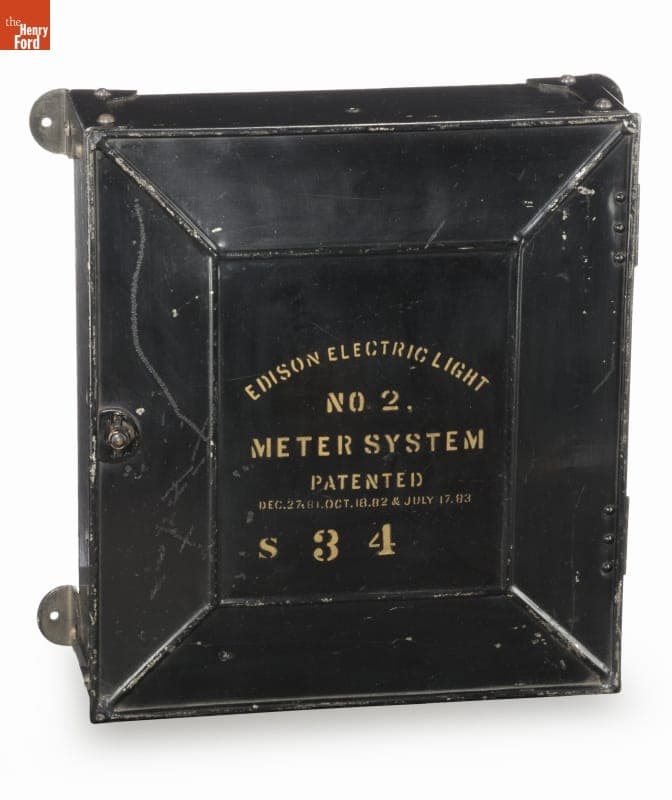 the
Henry
Ford
EDISON ELECTRIC LIGHT
NO. 2.
METER SYSTEM
PATENTED
DEC.27,81.OCT.18.82 & JULY 17.83
S 3 4